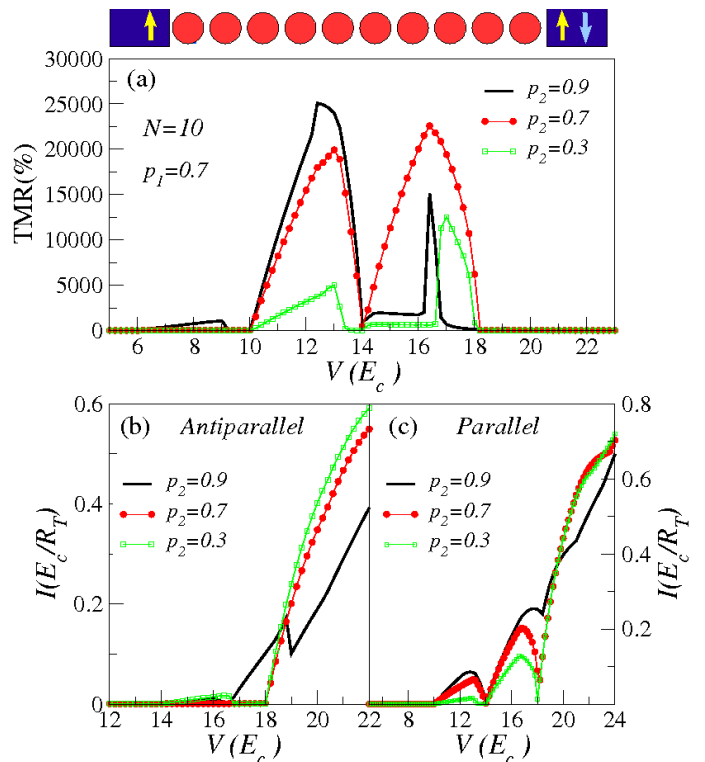 (a)
N=10
p1=0.7
p2=0.9
p2=0.7
p2=0.3
TMR(%)
30000
25000
20000
15000
10000
5000
0
6 8 10 12 14 16 18 20 22
V (Ec)
(b) Antiparallel
p2=0.9
p2=0.7
p2=0.3
I(Ec/RT)
0.6
0.4
0.2
0
12 14 16 18 20 22
V (Ec)
(c) Parallel
p2=0.9
p2=0.7
p2=0.3
0.8
0.6
0.4
0.2
0
I(Ec/RT)
8 12 16 20 24
V (Ec)